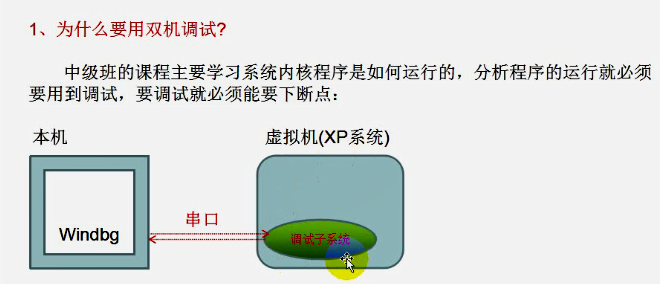 1、为什么要用双机调试?
中级班的课程主要学习系统内核程序是如何运行的，分析程序的运行就必须
要用到调试，要调试就必须能要下断点：
本机
虚拟机(XP系统)
串口
Windbg
调试子系统